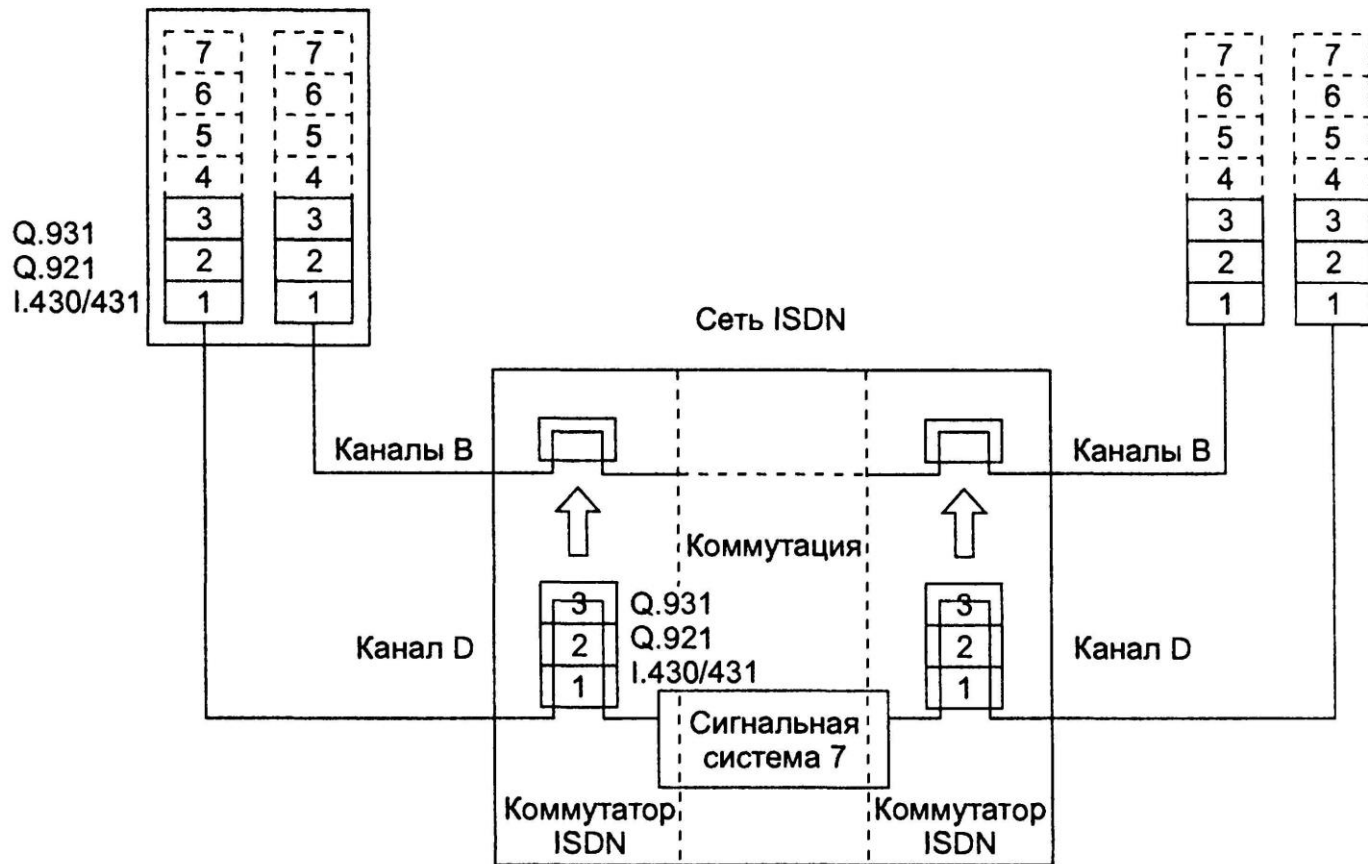 7 7 7 7
6 6 6 6
5 5 5 5
4 4 4 4
Q.931 3 3 3 3
Q.921 2 2 2 2
I.430/431 1 1 1 1
Сеть ISDN
Каналы B Каналы B
Коммутация
3 Q.931 3
Канал D 2 Q.921 2 Канал D
1 I.430/431 1
Сигнальная
система 7
Коммутатор Коммутатор
ISDN ISDN